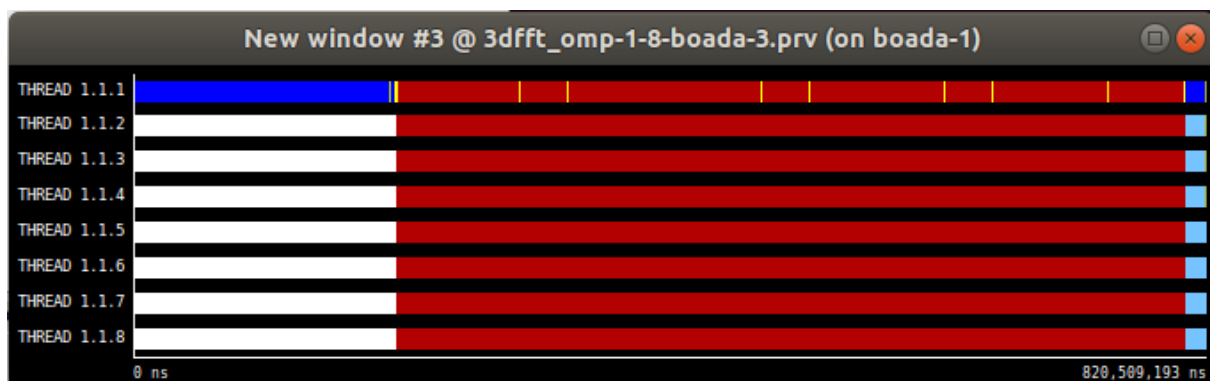 New window #3 @ 3dfft_omp-1-8-boada-3.prv (on boada-1)
THREAD 1.1.1
THREAD 1.1.2
THREAD 1.1.3
THREAD 1.1.4
THREAD 1.1.5
THREAD 1.1.6
THREAD 1.1.7
THREAD 1.1.8
0 ns 820,509,193 ns